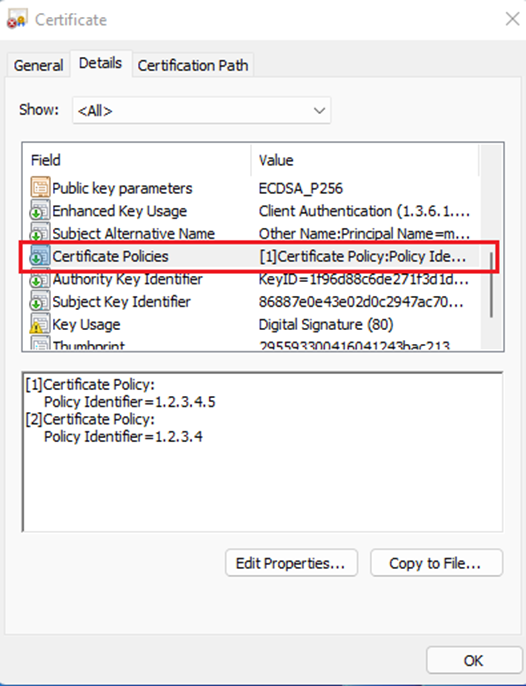 Certificate
General Details Certification Path
Show: <All>
Field Value
Public key parameters ECDSA_P256
Enhanced Key Usage Client Authentication (1.3.6.1....
Subject Alternative Name Other Name:Principal Name=m...
Certificate Policies [1]Certificate Policy:Policy Ide...
Authority Key Identifier KeyID=1f96d88c6de271f3d1d...
Subject Key Identifier 86887e0e43e02d0c2947ac70...
Key Usage Digital Signature (80)
Thumbprint 295593300416041243bac213
[1]Certificate Policy:
Policy Identifier=1.2.3.4.5
[2]Certificate Policy:
Policy Identifier=1.2.3.4
Edit Properties... Copy to File...
OK